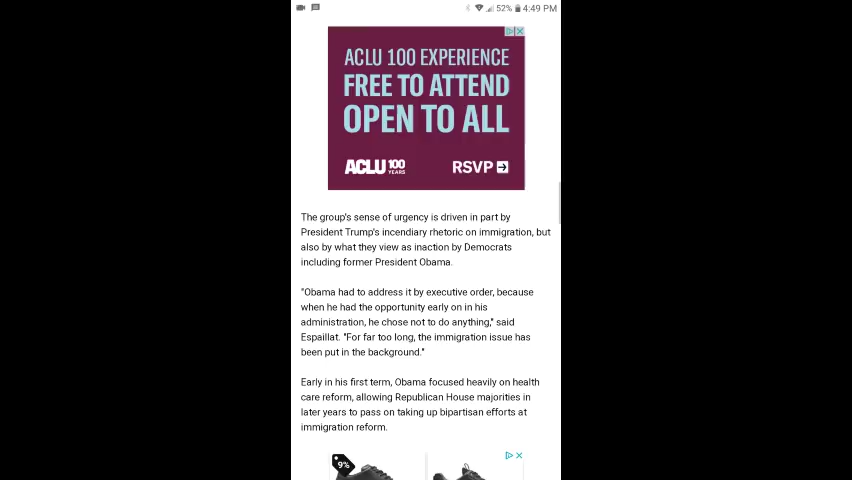 52% 4:49 PM
ACLU 100 EXPERIENCE
FREE TO ATTEND
OPEN TO ALL
ACLU 100 YEARS
RSVP
The group's sense of urgency is driven in part by
President Trump's incendiary rhetoric on immigration, but
also by what they view as inaction by Democrats
including former President Obama.
"Obama had to address it by executive order, because
when he had the opportunity early on in his
administration, he chose not to do anything," said
Espaillat. "For far too long, the immigration issue has
been put in the background."
Early in his first term, Obama focused heavily on health
care reform, allowing Republican House majorities in
later years to pass on taking up bipartisan efforts at
immigration reform.
9%